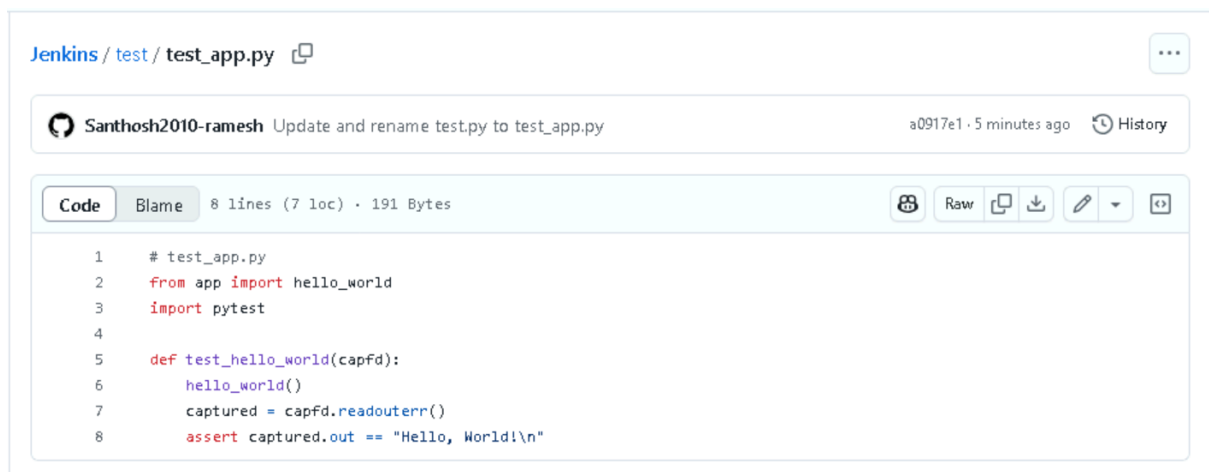 Jenkins / test / test_app.py
...
Santhosh2010-ramesh Update and rename test.py to test_app.py a0917e1 · 5 minutes ago History
Code Blame 8 lines (7 loc) · 191 Bytes Raw
1 # test_app.py
2 from app import hello_world
3 import pytest
4
5 def test_hello_world(capfd):
6     hello_world()
7     captured = capfd.readouterr()
8     assert captured.out == "Hello, World!\n"